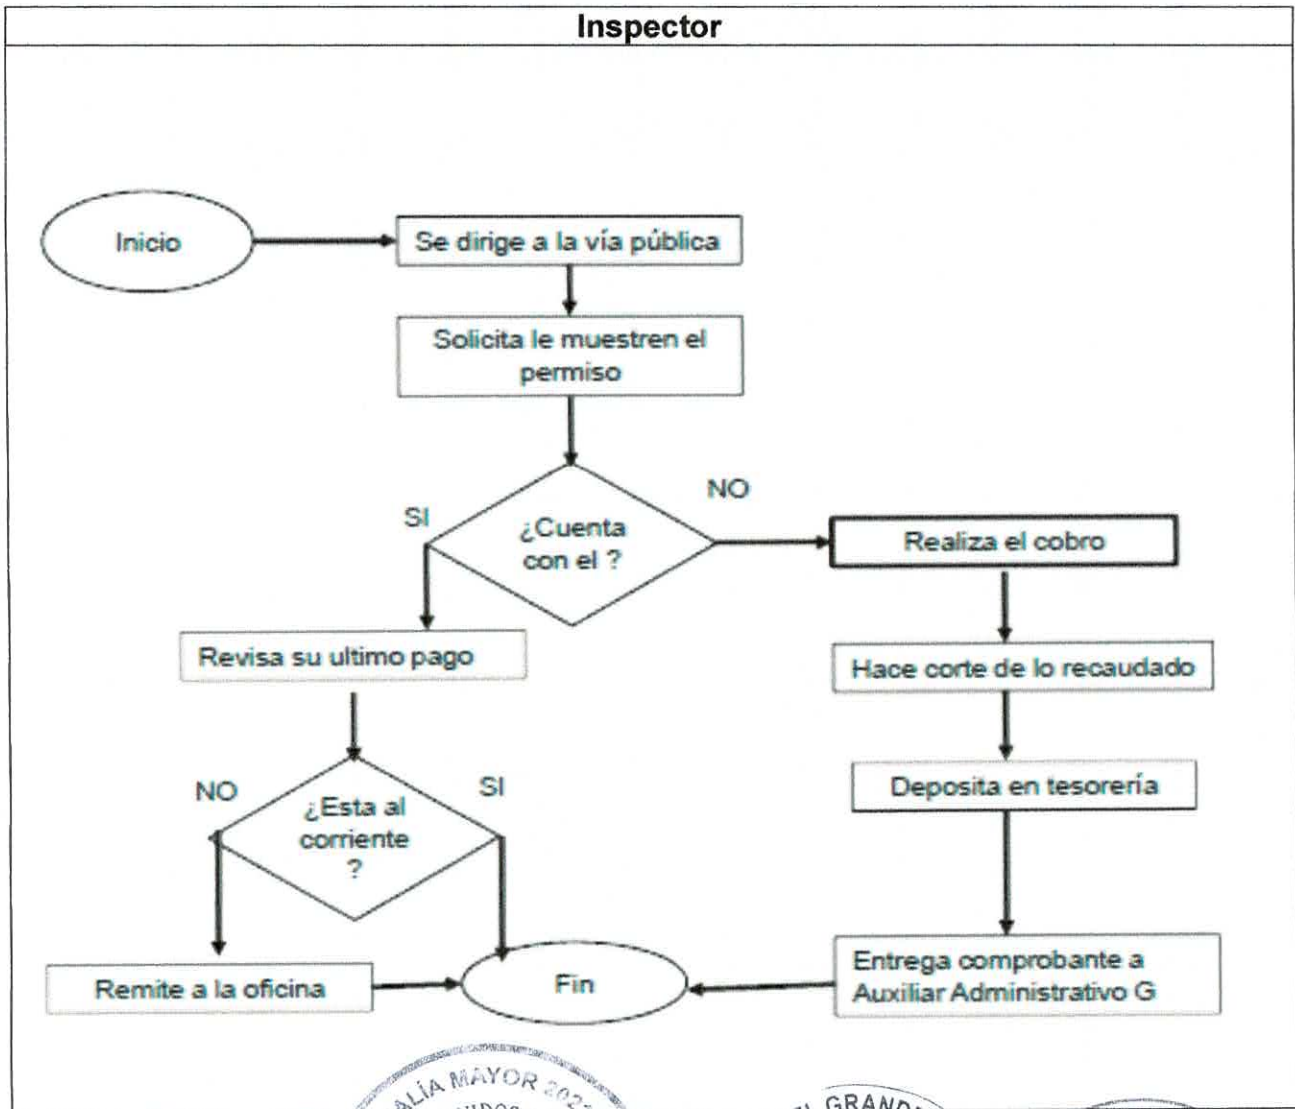 Inspector
Inicio
Se dirige a la vía pública
Solicita le muestren el
permiso
SI
¿Cuenta
con el ?
NO
Realiza el cobro
Revisa su ultimo pago
Hace corte de lo recaudado
NO
¿Esta al
corriente
?
SI
Deposita en tesorería
Remite a la oficina
Fin
Entrega comprobante a
Auxiliar Administrativo G
MAYOR
GRAND